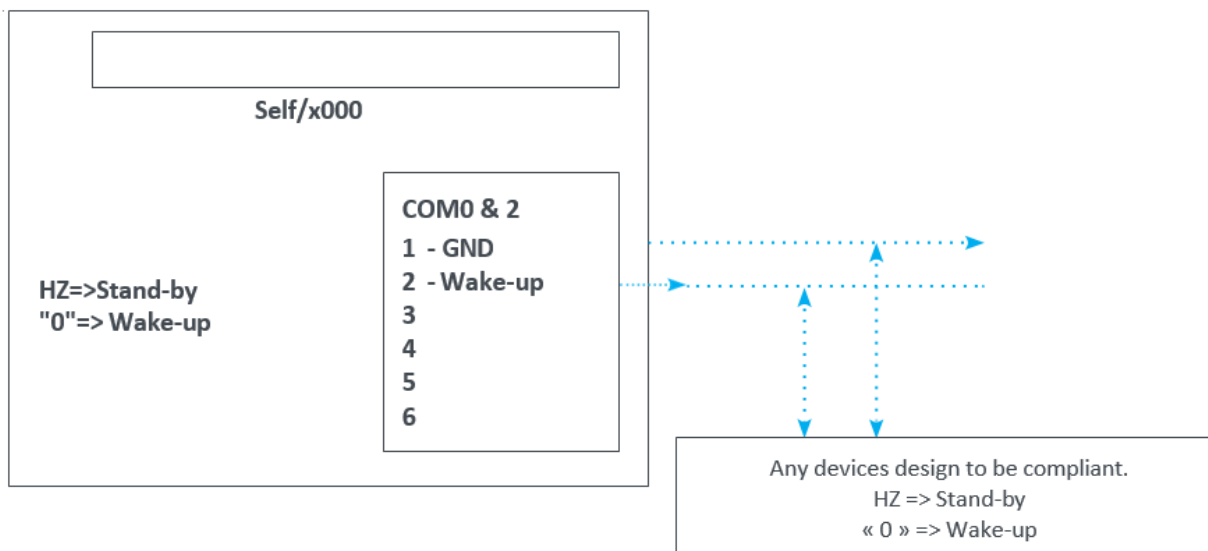 Self/x000
COM0 & 2
1 - GND
2 - Wake-up
3
4
5
6
HZ=>Stand-by
"0"=> Wake-up
Any devices design to be compliant.
HZ => Stand-by
« 0 » => Wake-up